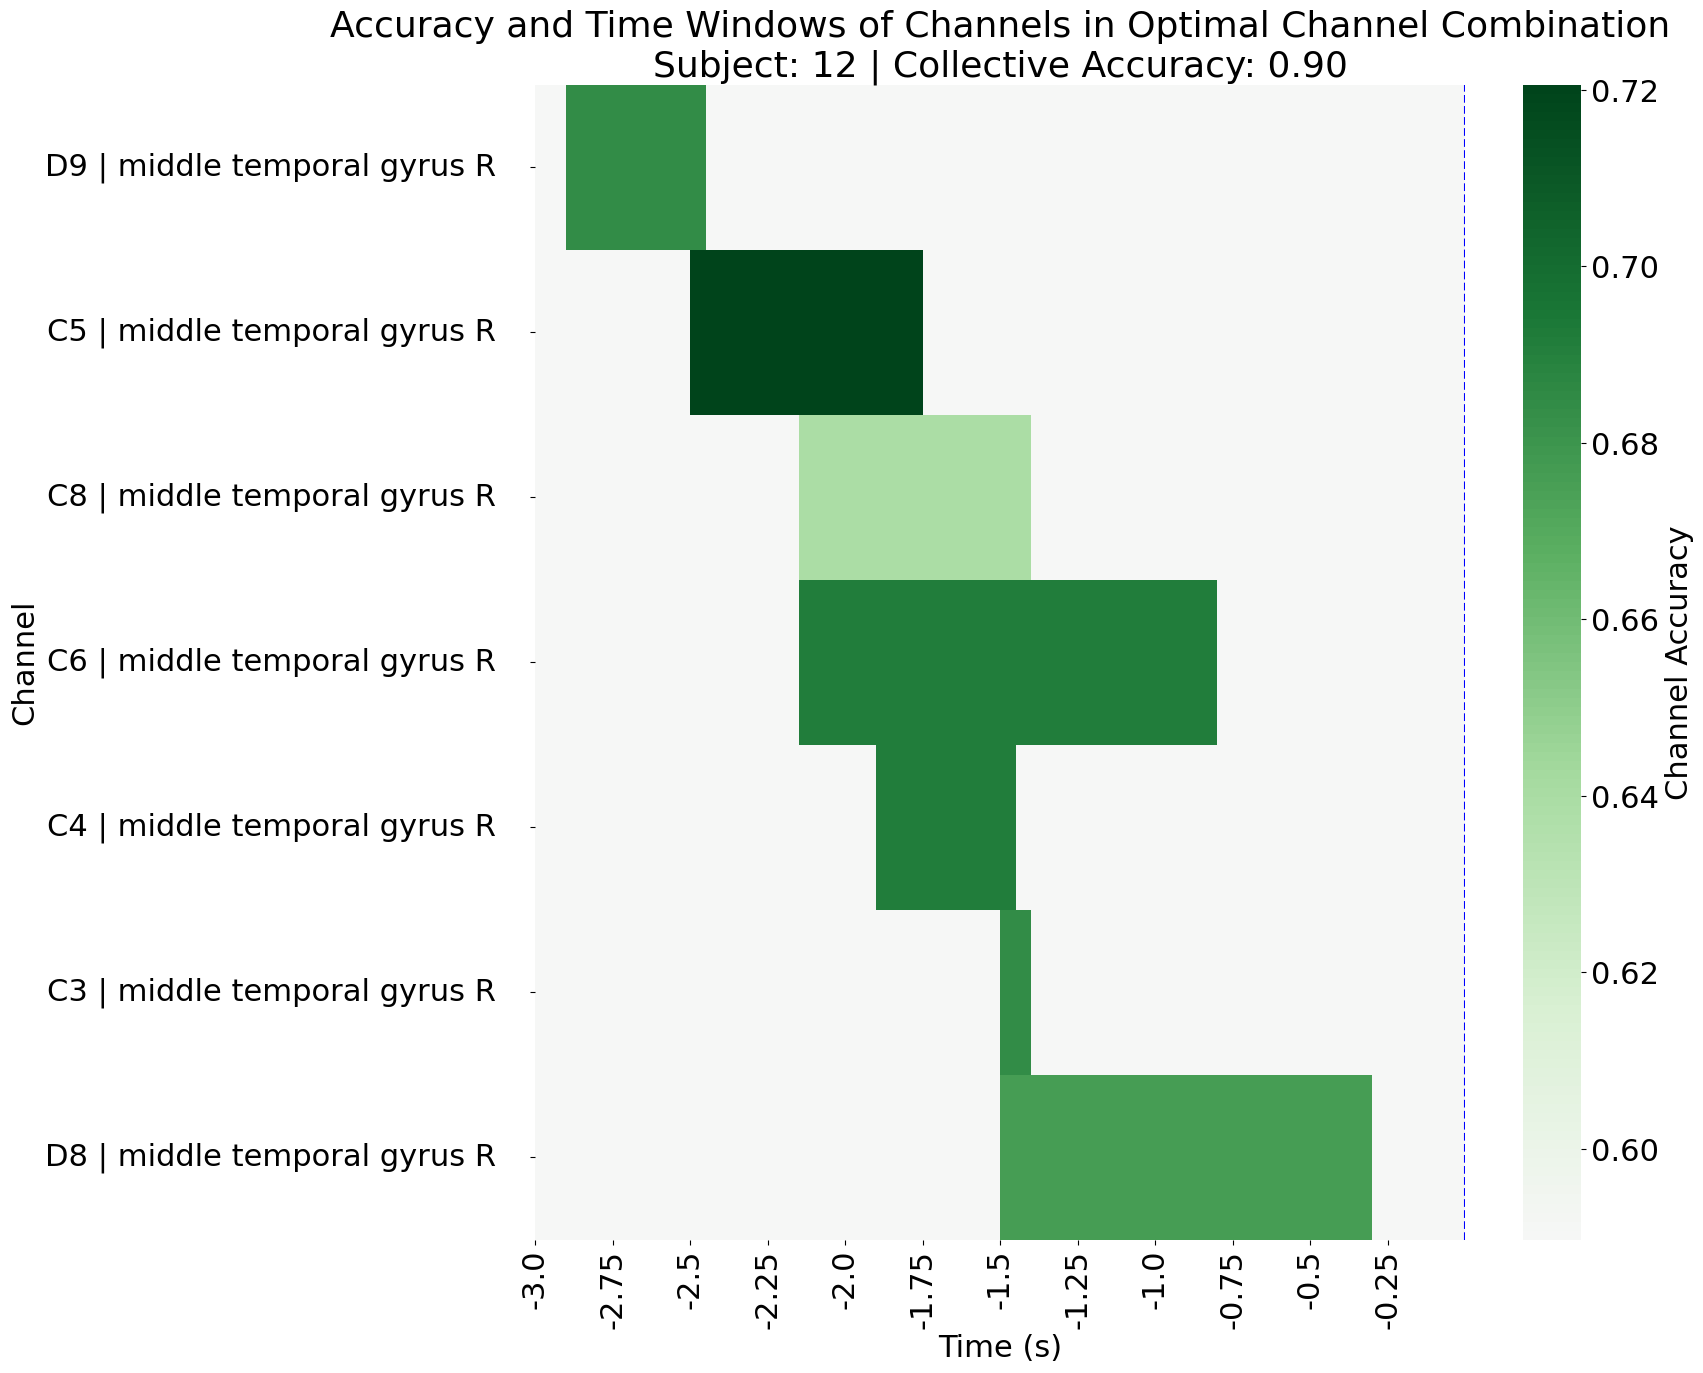 Accuracy and Time Windows of Channels in Optimal Channel Combination
Subject: 12 | Collective Accuracy: 0.90
Channel
D9 | middle temporal gyrus R
C5 | middle temporal gyrus R
C8 | middle temporal gyrus R
C6 | middle temporal gyrus R
C4 | middle temporal gyrus R
C3 | middle temporal gyrus R
D8 | middle temporal gyrus R
-3.0
-2.75
-2.5
-2.25
-2.0
-1.75
-1.5
-1.25
-1.0
-0.75
-0.5
-0.25
Time (s)
0.72
0.70
0.68
0.66
0.64
0.62
0.60
Channel Accuracy